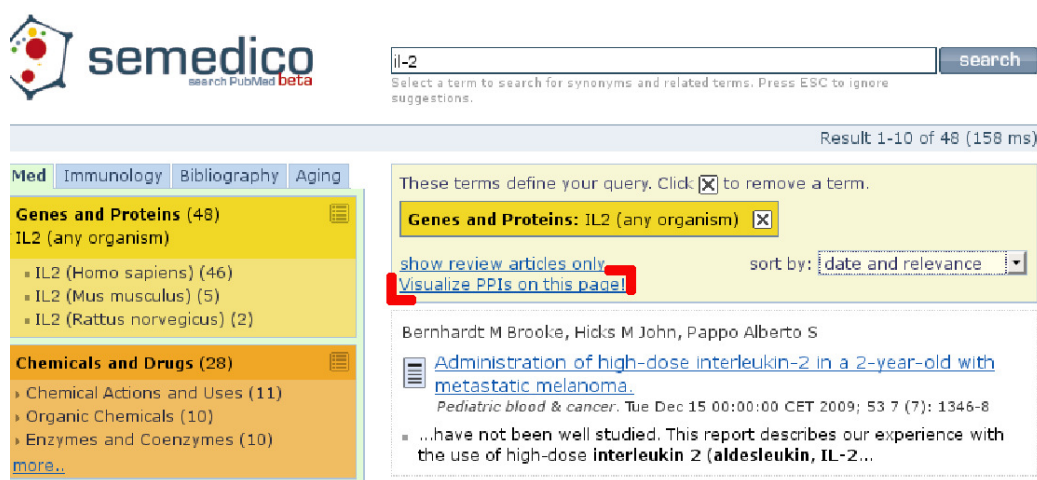 semedico
search PubMed beta
il-2
search
Select a term to search for synonyms and related terms. Press ESC to ignore
suggestions.
Result 1-10 of 48 (158 ms)
Med Immunology Bibliography Aging
Genes and Proteins (48)
IL2 (any organism)
IL2 (Homo sapiens) (46)
IL2 (Mus musculus) (5)
IL2 (Rattus norvegicus) (2)
Chemicals and Drugs (28)
Chemical Actions and Uses (11)
Organic Chemicals (10)
Enzymes and Coenzymes (10)
more..
These terms define your query. Click X to remove a term.
Genes and Proteins: IL2 (any organism) X
show review articles only
sort by: date and relevance
Visualize PPIs on this page!
Bernhardt M Brooke, Hicks M John, Pappo Alberto S
Administration of high-dose interleukin-2 in a 2-year-old with
metastatic melanoma.
Pediatric blood & cancer. Tue Dec 15 00:00:00 CET 2009; 53 7 (7): 1346-8
...have not been well studied. This report describes our experience with
the use of high-dose interleukin 2 (aldesleukin, IL-2...